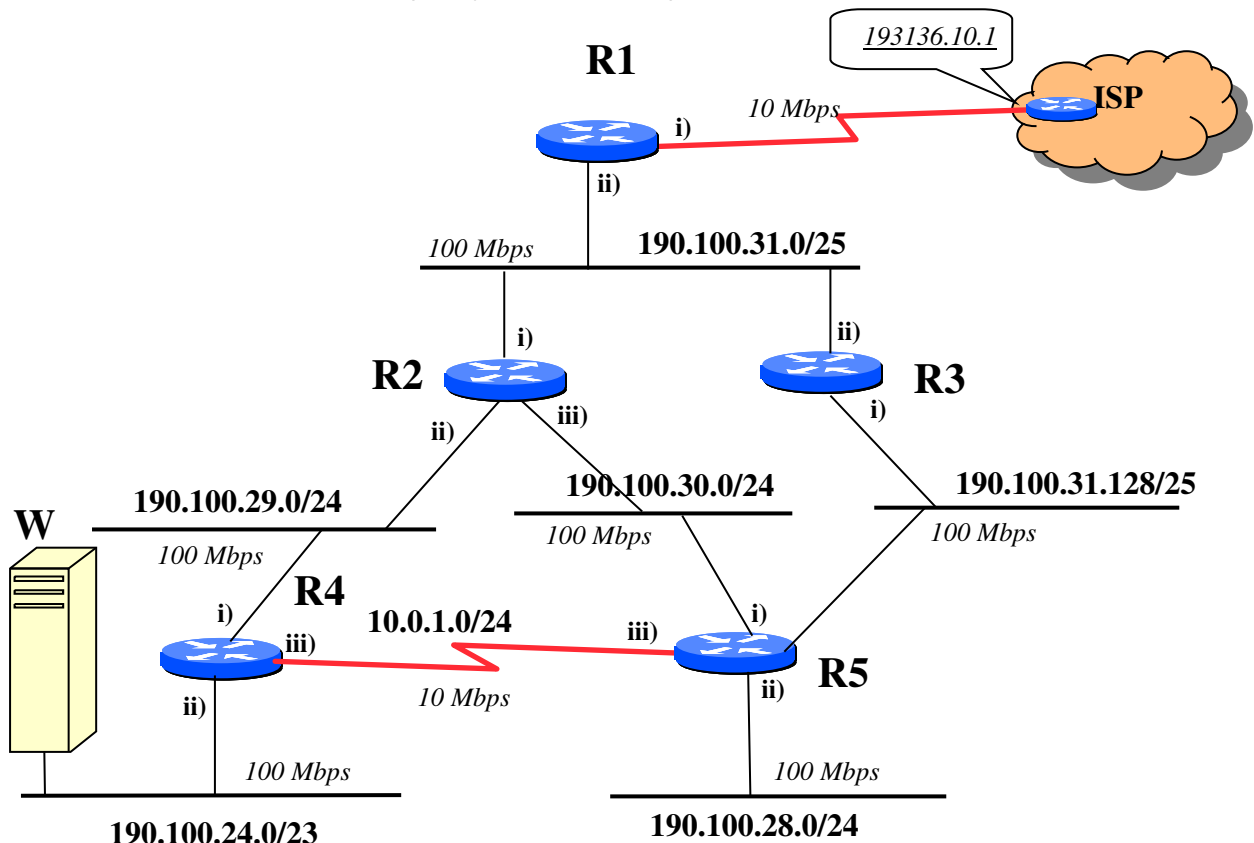 193136.10.1
R1
ISP
10 Mbps
i)
ii)
100 Mbps
190.100.31.0/25
i)
ii)
R2
R3
ii)
iii)
i)
190.100.29.0/24
190.100.30.0/24
190.100.31.128/25
W
100 Mbps
100 Mbps
100 Mbps
R4
i)
10.0.1.0/24
iii)
iii)
i)
R5
ii)
10 Mbps
ii)
100 Mbps
100 Mbps
190.100.24.0/23
190.100.28.0/24